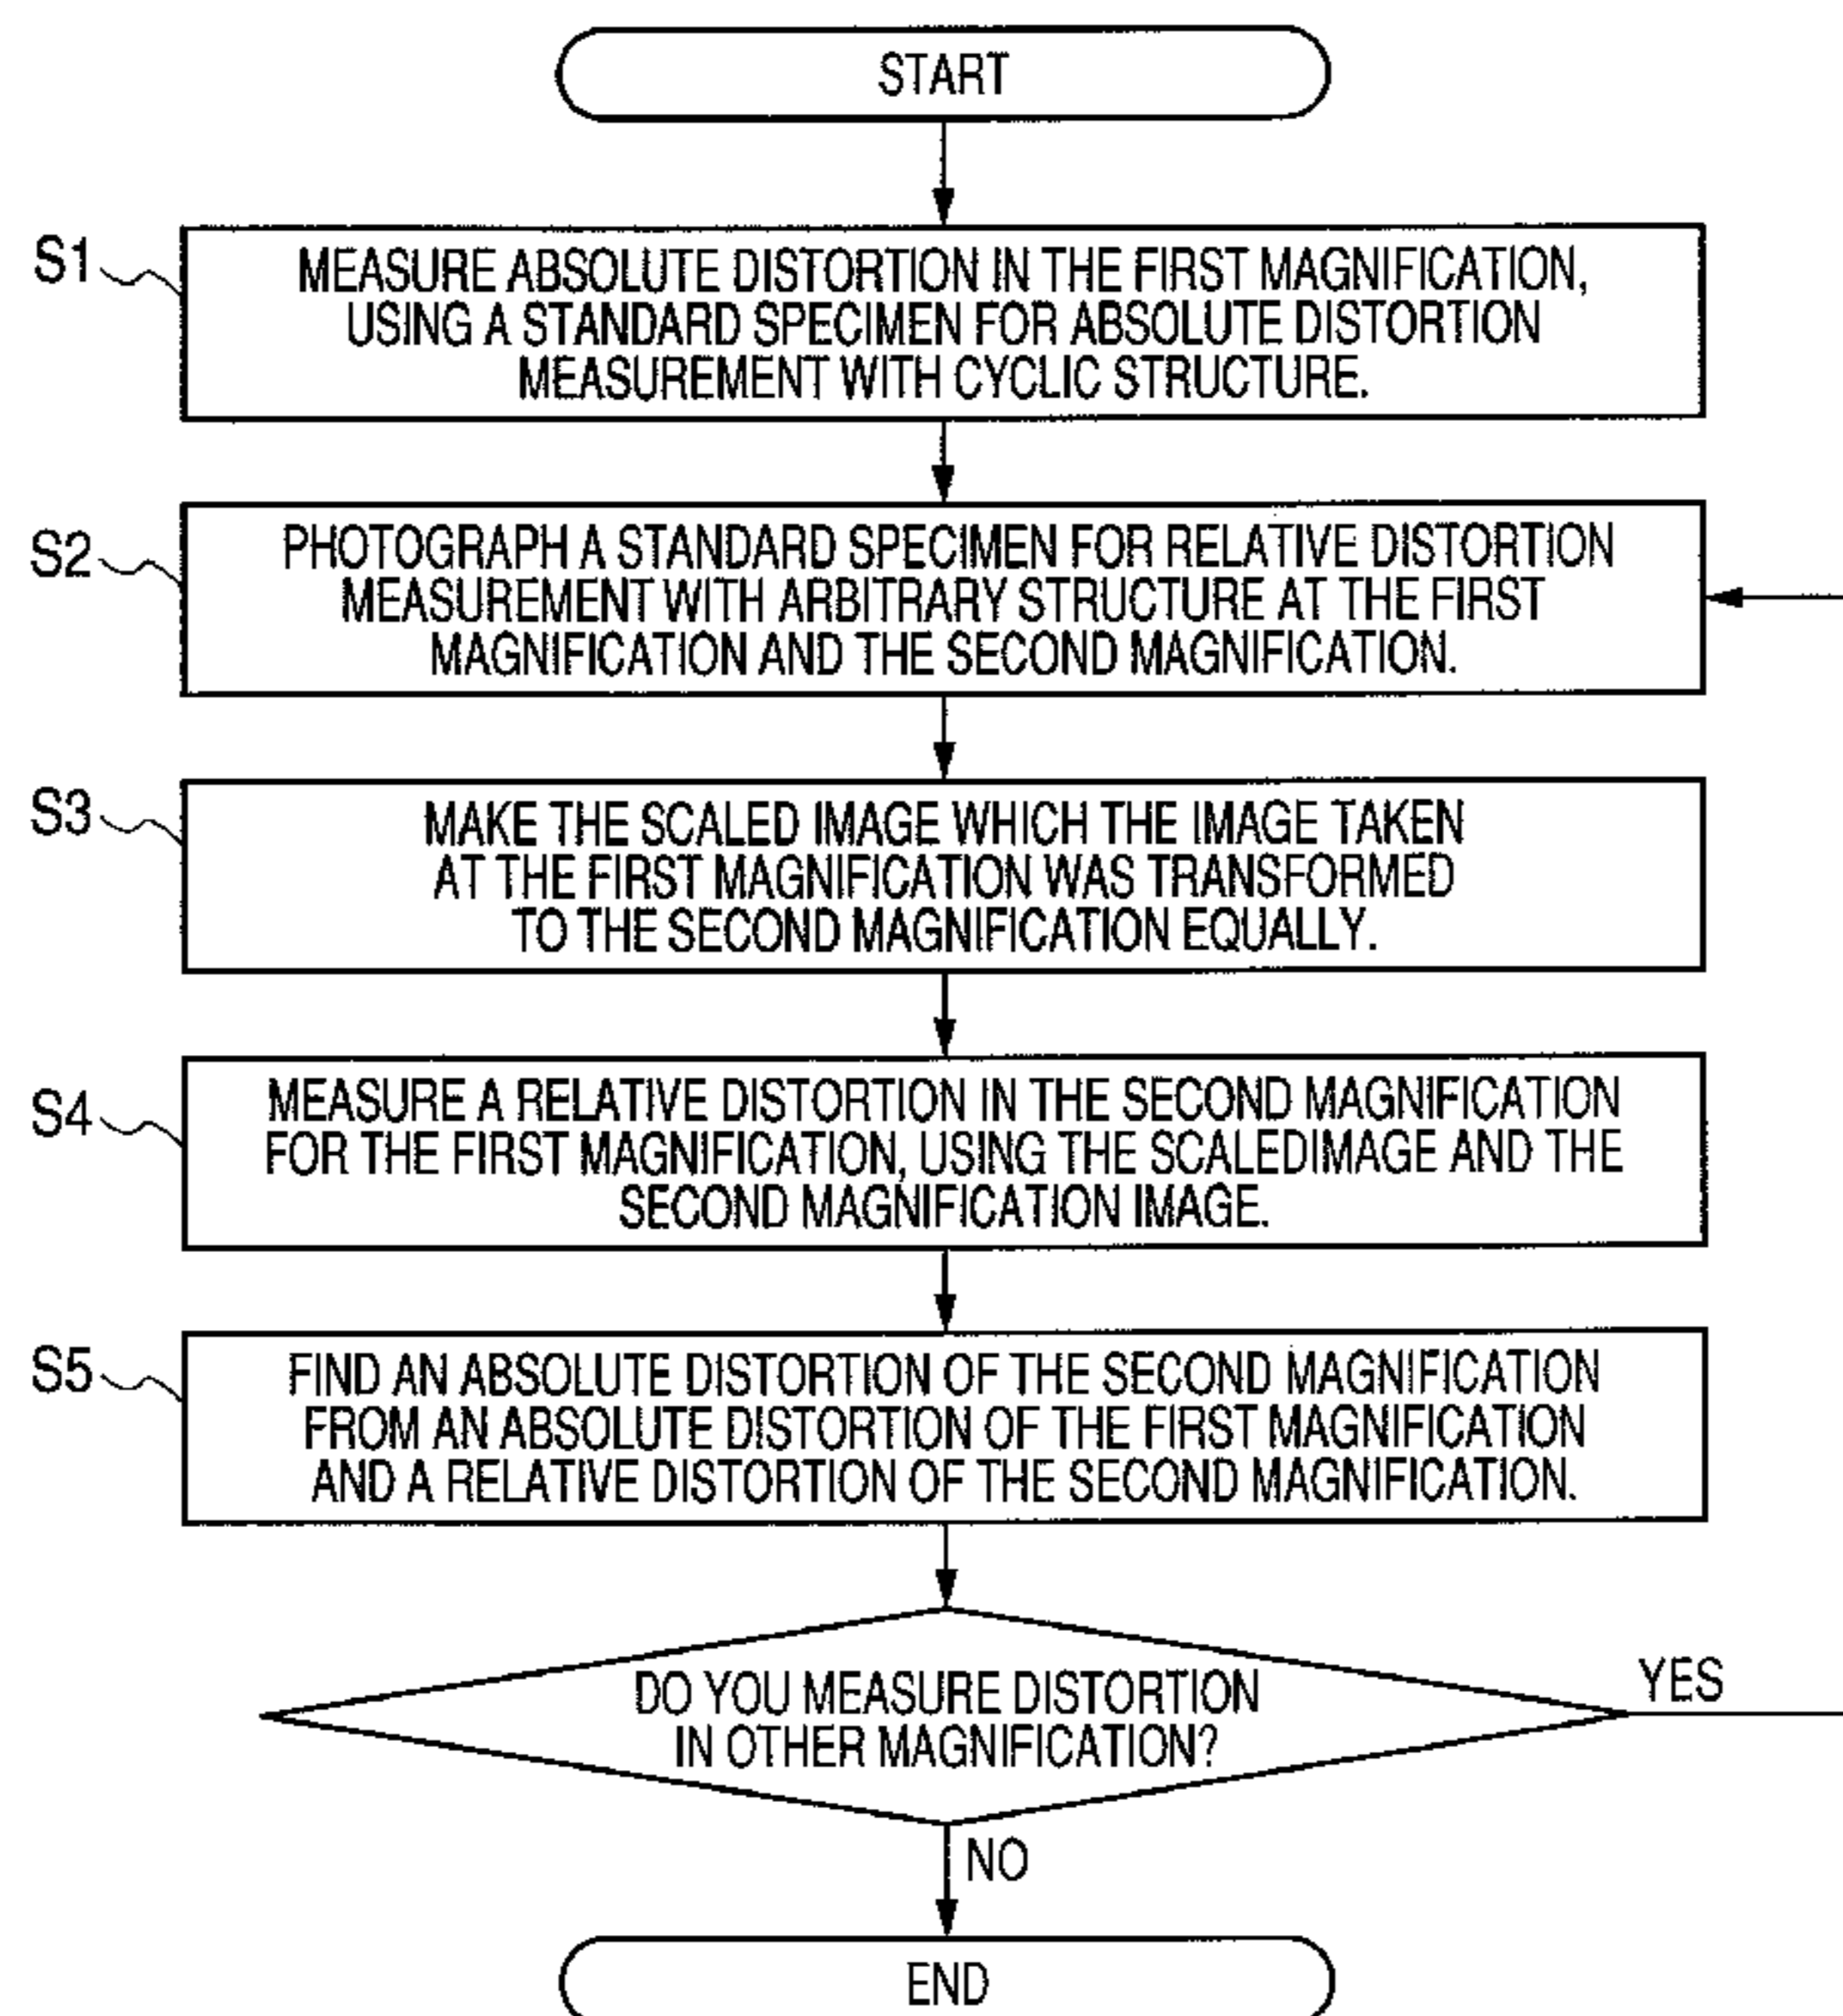 START
S1
MEASURE ABSOLUTE DISTORTION IN THE FIRST MAGNIFICATION,
USING A STANDARD SPECIMEN FOR ABSOLUTE DISTORTION
MEASUREMENT WITH CYCLIC STRUCTURE.
S2
PHOTOGRAPH A STANDARD SPECIMEN FOR RELATIVE DISTORTION
MEASUREMENT WITH ARBITRARY STRUCTURE AT THE FIRST
MAGNIFICATION AND THE SECOND MAGNIFICATION.
S3
MAKE THE SCALED IMAGE WHICH THE IMAGE TAKEN
AT THE FIRST MAGNIFICATION WAS TRANSFORMED
TO THE SECOND MAGNIFICATION EQUALLY.
S4
MEASURE A RELATIVE DISTORTION IN THE SECOND MAGNIFICATION
FOR THE FIRST MAGNIFICATION, USING THE SCALEDIMAGE AND THE
SECOND MAGNIFICATION IMAGE.
S5
FIND AN ABSOLUTE DISTORTION OF THE SECOND MAGNIFICATION
FROM AN ABSOLUTE DISTORTION OF THE FIRST MAGNIFICATION
AND A RELATIVE DISTORTION OF THE SECOND MAGNIFICATION.
DO YOU MEASURE DISTORTION
IN OTHER MAGNIFICATION?
YES
NO
END